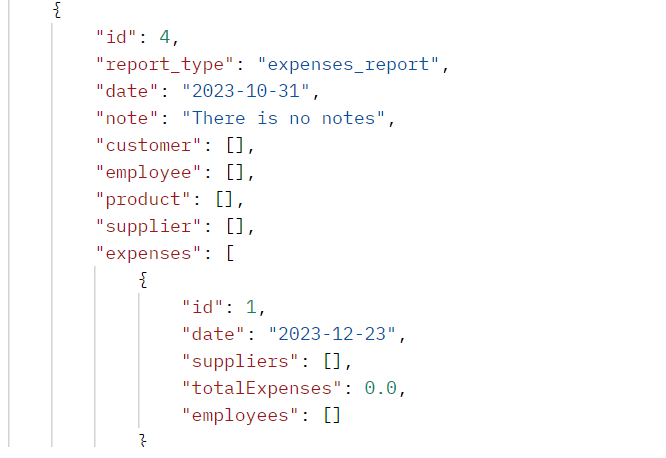 {
"id": 4,
"report_type": "expenses_report",
"date": "2023-10-31",
"note": "There is no notes",
"customer": [],
"employee": [],
"product": [],
"supplier": [],
"expenses": [
{
"id": 1,
"date": "2023-12-23",
"suppliers": [],
"totalExpenses": 0.0,
"employees": []
}